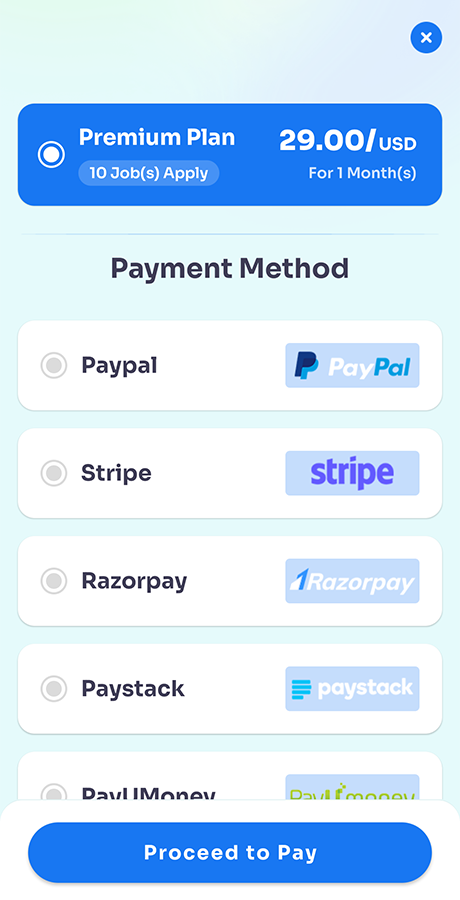 Premium Plan
29.00/USD
10 Job(s) Apply
For 1 Month(s)
Payment Method
Paypal
PayPal
Stripe
stripe
Razorpay
Razorpay
Paystack
paystack
PayUMoney
PayUmoney
Proceed to Pay